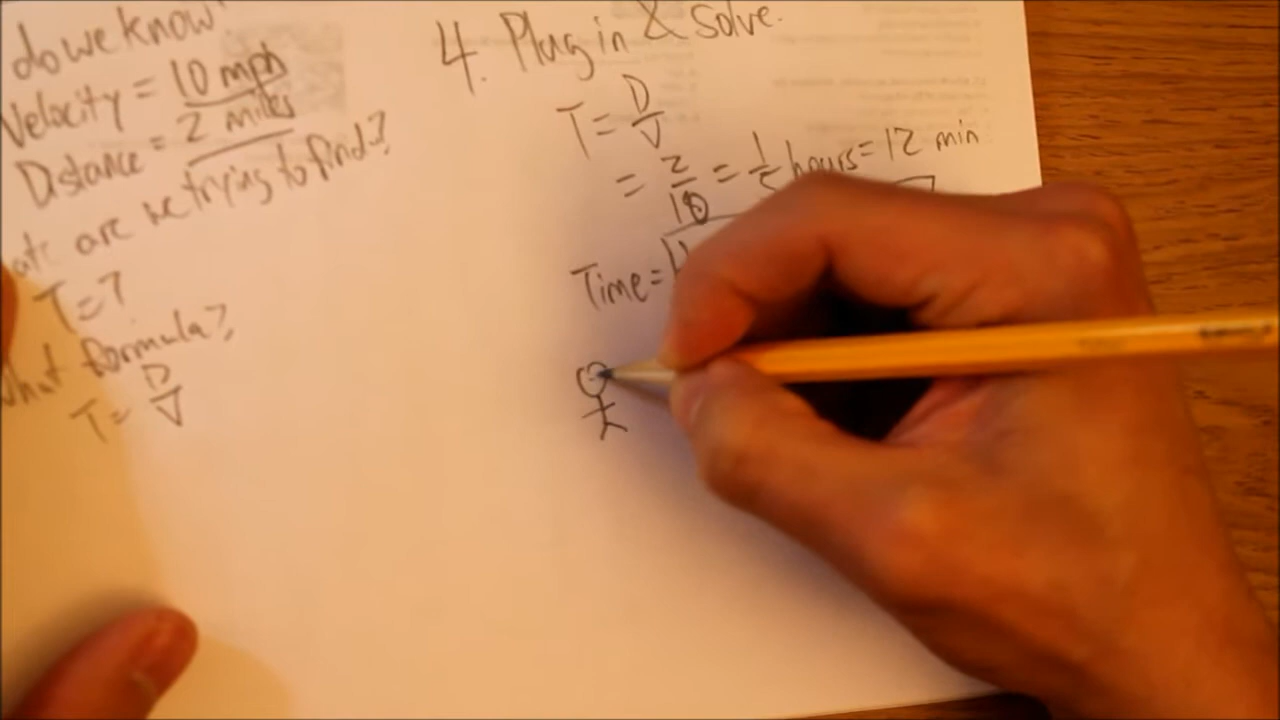 do we know?
Velocity = 10 mph
Distance = 2 miles
are we trying to find?
T=?
What formula?
T= D/V
4. Plug in & solve.
T= D/V
= 2/10 = 1/5 hours = 12 min
Time=